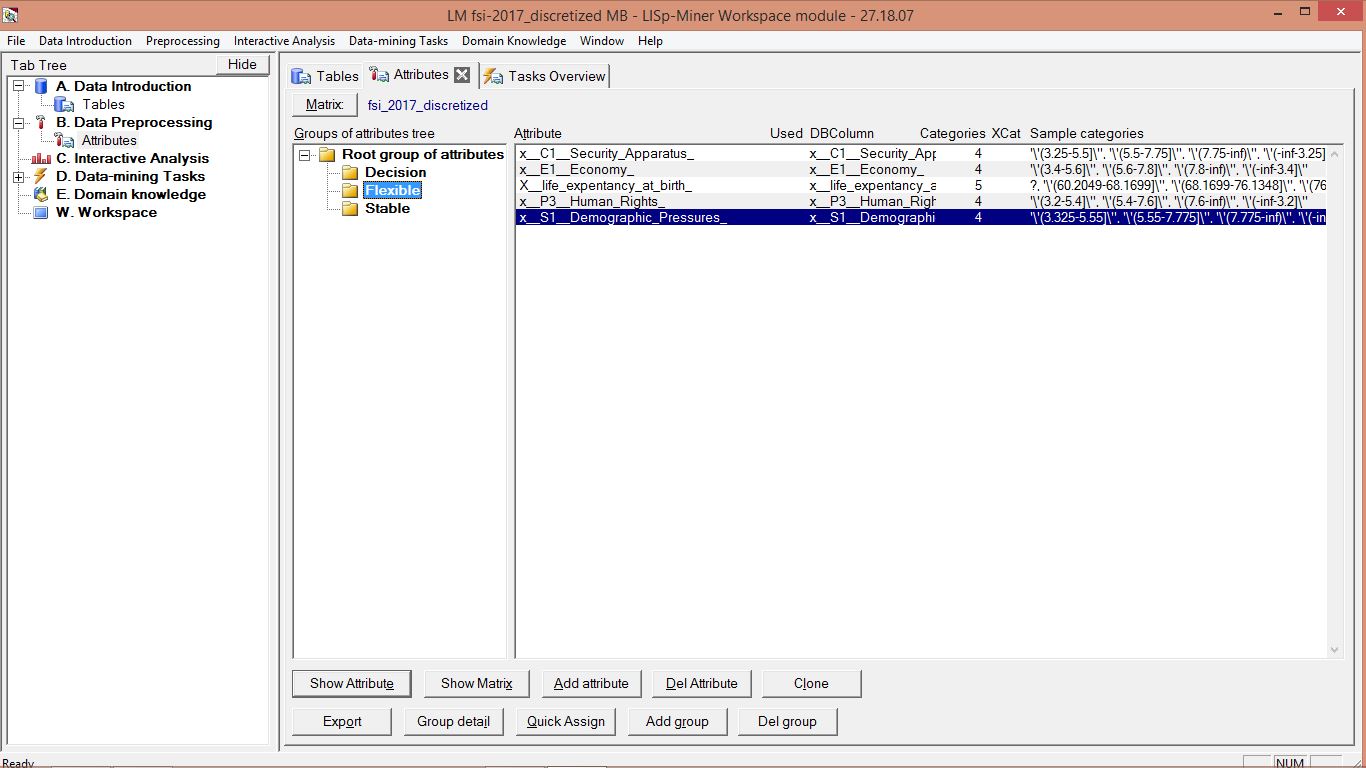 LM fsi-2017_discretized MB - LISp-Miner Workspace module - 27.18.07
File Data Introduction Preprocessing Interactive Analysis Data-mining Tasks Domain Knowledge Window Help
Tab Tree Hide
A. Data Introduction
Tables
B. Data Preprocessing
Attributes
C. Interactive Analysis
D. Data-mining Tasks
E. Domain knowledge
W. Workspace
Tables Attributes Tasks Overview
Matrix: fsi_2017_discretized
Groups of attributes tree
Root group of attributes
Decision
Flexible
Stable
Attribute Used DBColumn Categories XCat Sample categories
x__C1__Security_Apparatus_ x__C1__Security_App 4 '\'(3.25-5.5]\'', '\'(5.5-7.75]\'', '\'(7.75-inf)\'', '\'(-inf-3.25]
x__E1__Economy_ x__E1__Economy_ 4 '\'(3.4-5.6]\'', '\'(5.6-7.8]\'', '\'(7.8-inf)\'', '\'(-inf-3.4]\''
X__life_expentancy_at_birth_ x__life_expentancy_a 5 ?, '\'(60.2049-68.1699]\'', '\'(68.1699-76.1348]\'', '\'(76
x__P3__Human_Rights_ x__P3__Human_Righ 4 '\'(3.2-5.4]\'', '\'(5.4-7.6]\'', '\'(7.6-inf)\'', '\'(-inf-3.2]\''
x__S1__Demographic_Pressures_ x__S1__Demographi 4 '\'(3.325-5.55]\'', '\'(5.55-7.775]\'', '\'(7.775-inf)\'', '\'(-in
Show Attribute Show Matrix Add attribute Del Attribute Clone
Export Group detail Quick Assign Add group Del group
Ready NUM